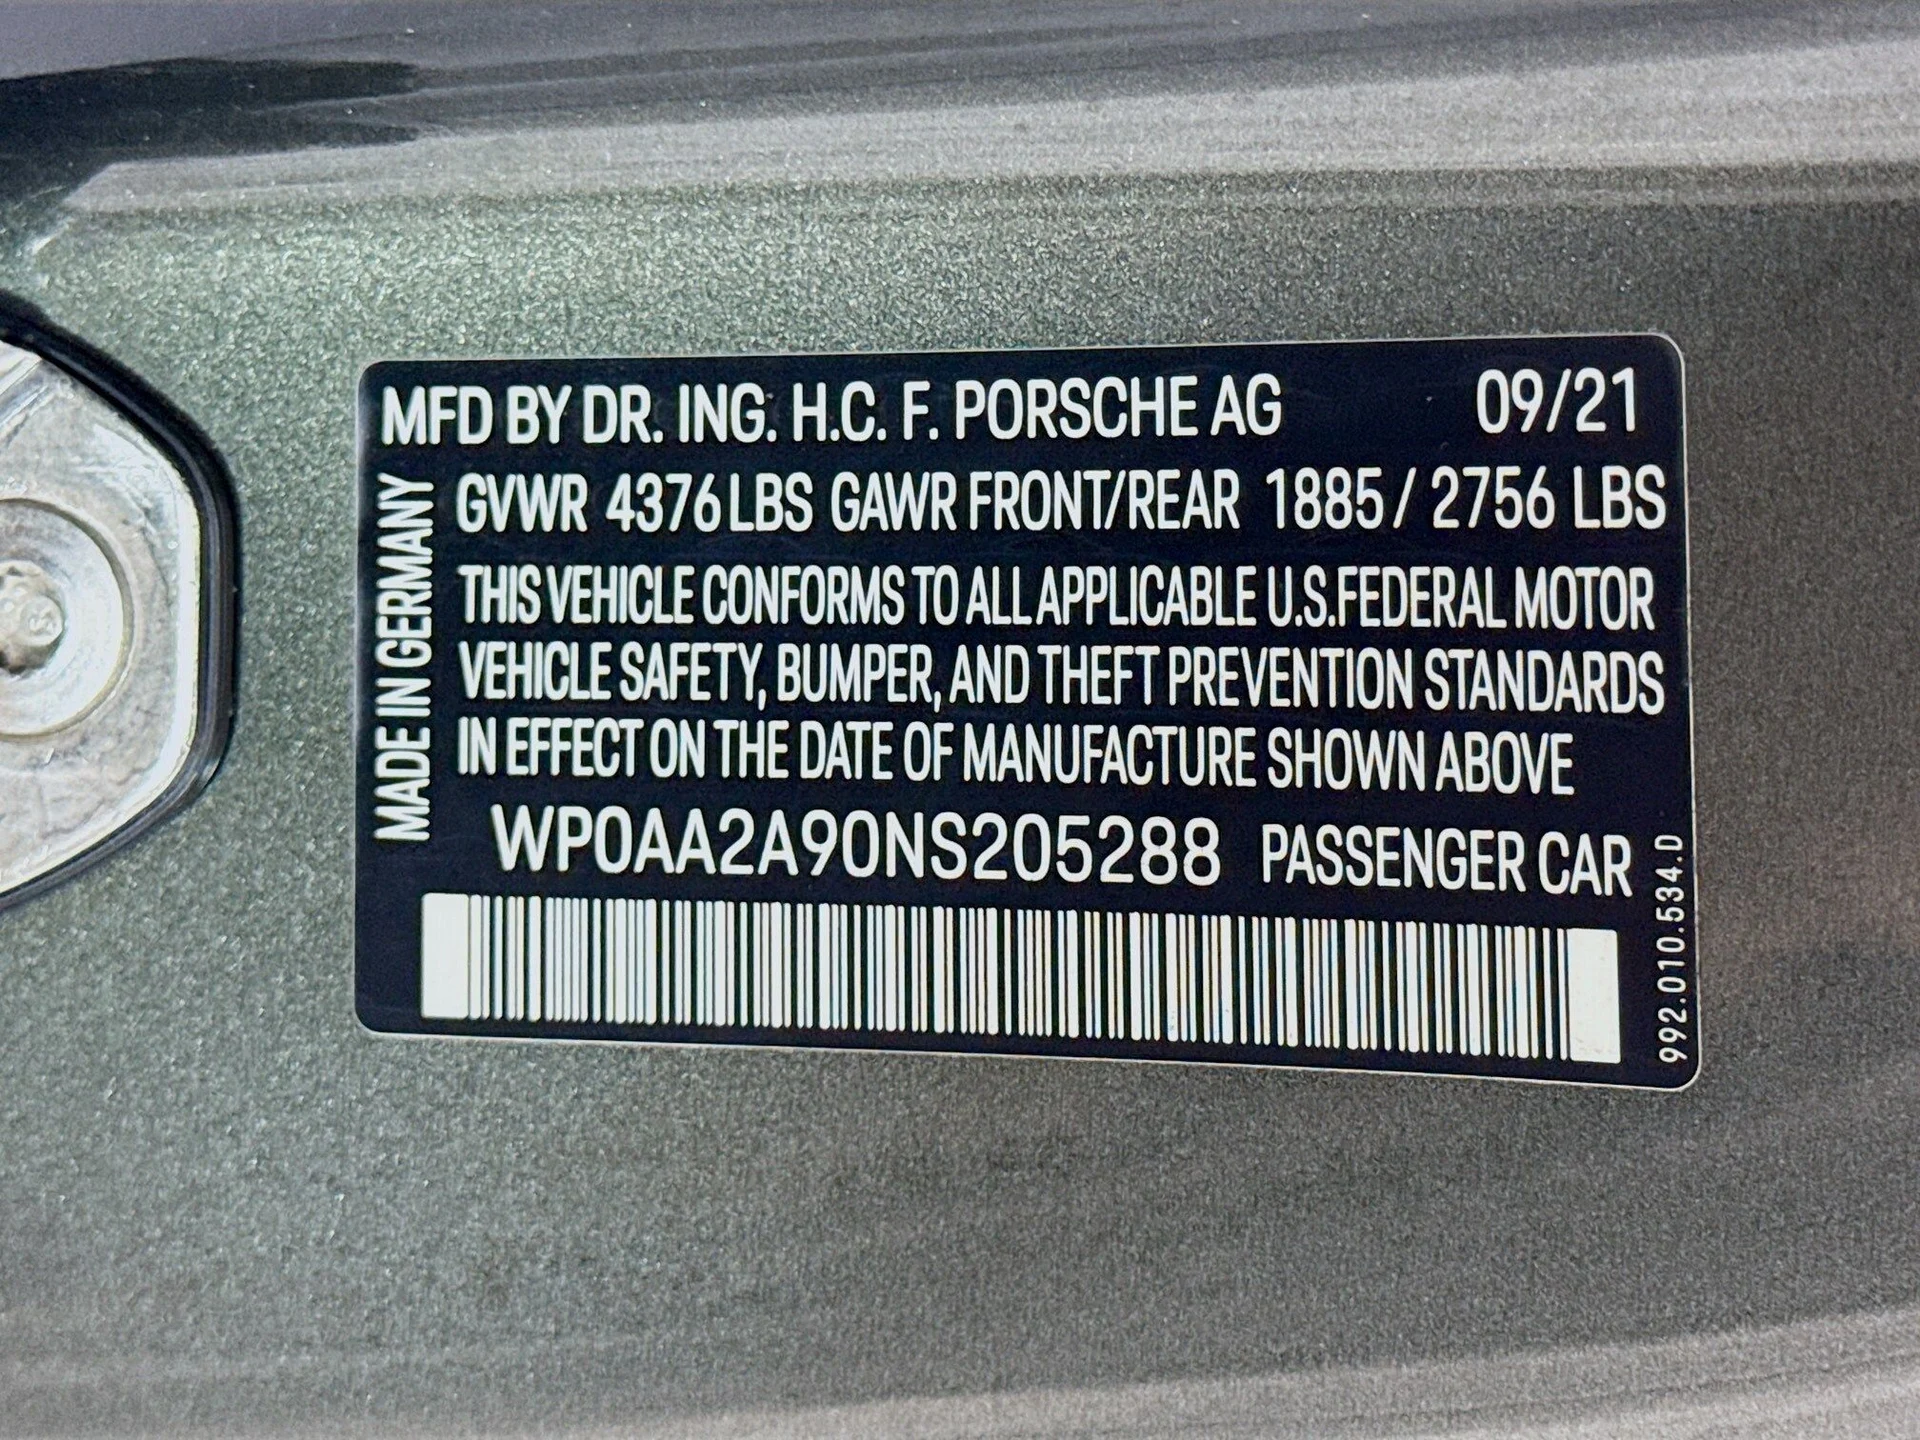 MFD BY DR. ING. H.C. F. PORSCHE AG 09/21
GVWR 4376 LBS GAWR FRONT/REAR 1885 / 2756 LBS
THIS VEHICLE CONFORMS TO ALL APPLICABLE U.S.FEDERAL MOTOR
VEHICLE SAFETY, BUMPER, AND THEFT PREVENTION STANDARDS
IN EFFECT ON THE DATE OF MANUFACTURE SHOWN ABOVE
WP0AA2A90NS205288 PASSENGER CAR
MADE IN GERMANY
992.010.534.D